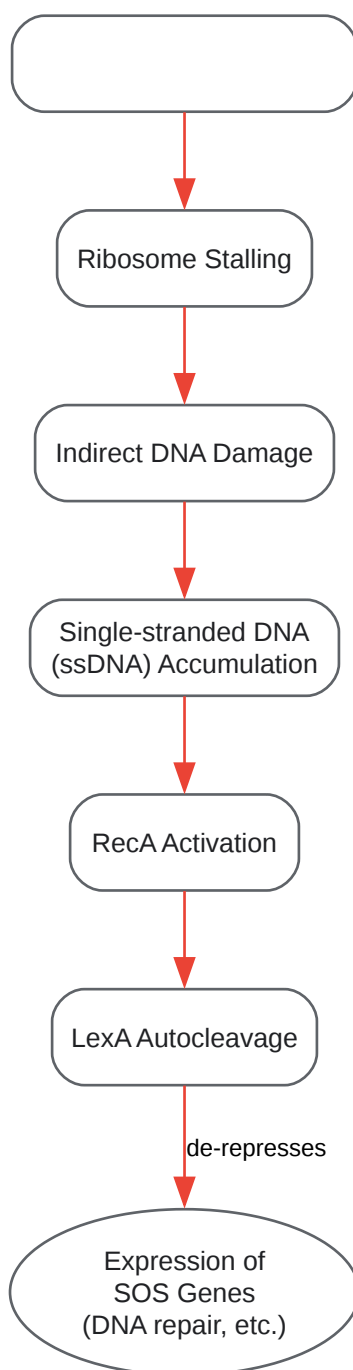 Ribosome Stalling
Indirect DNA Damage
Single-stranded DNA
(ssDNA) Accumulation
RecA Activation
LexA Autocleavage
de-represses
Expression of
SOS Genes
(DNA repair, etc.)